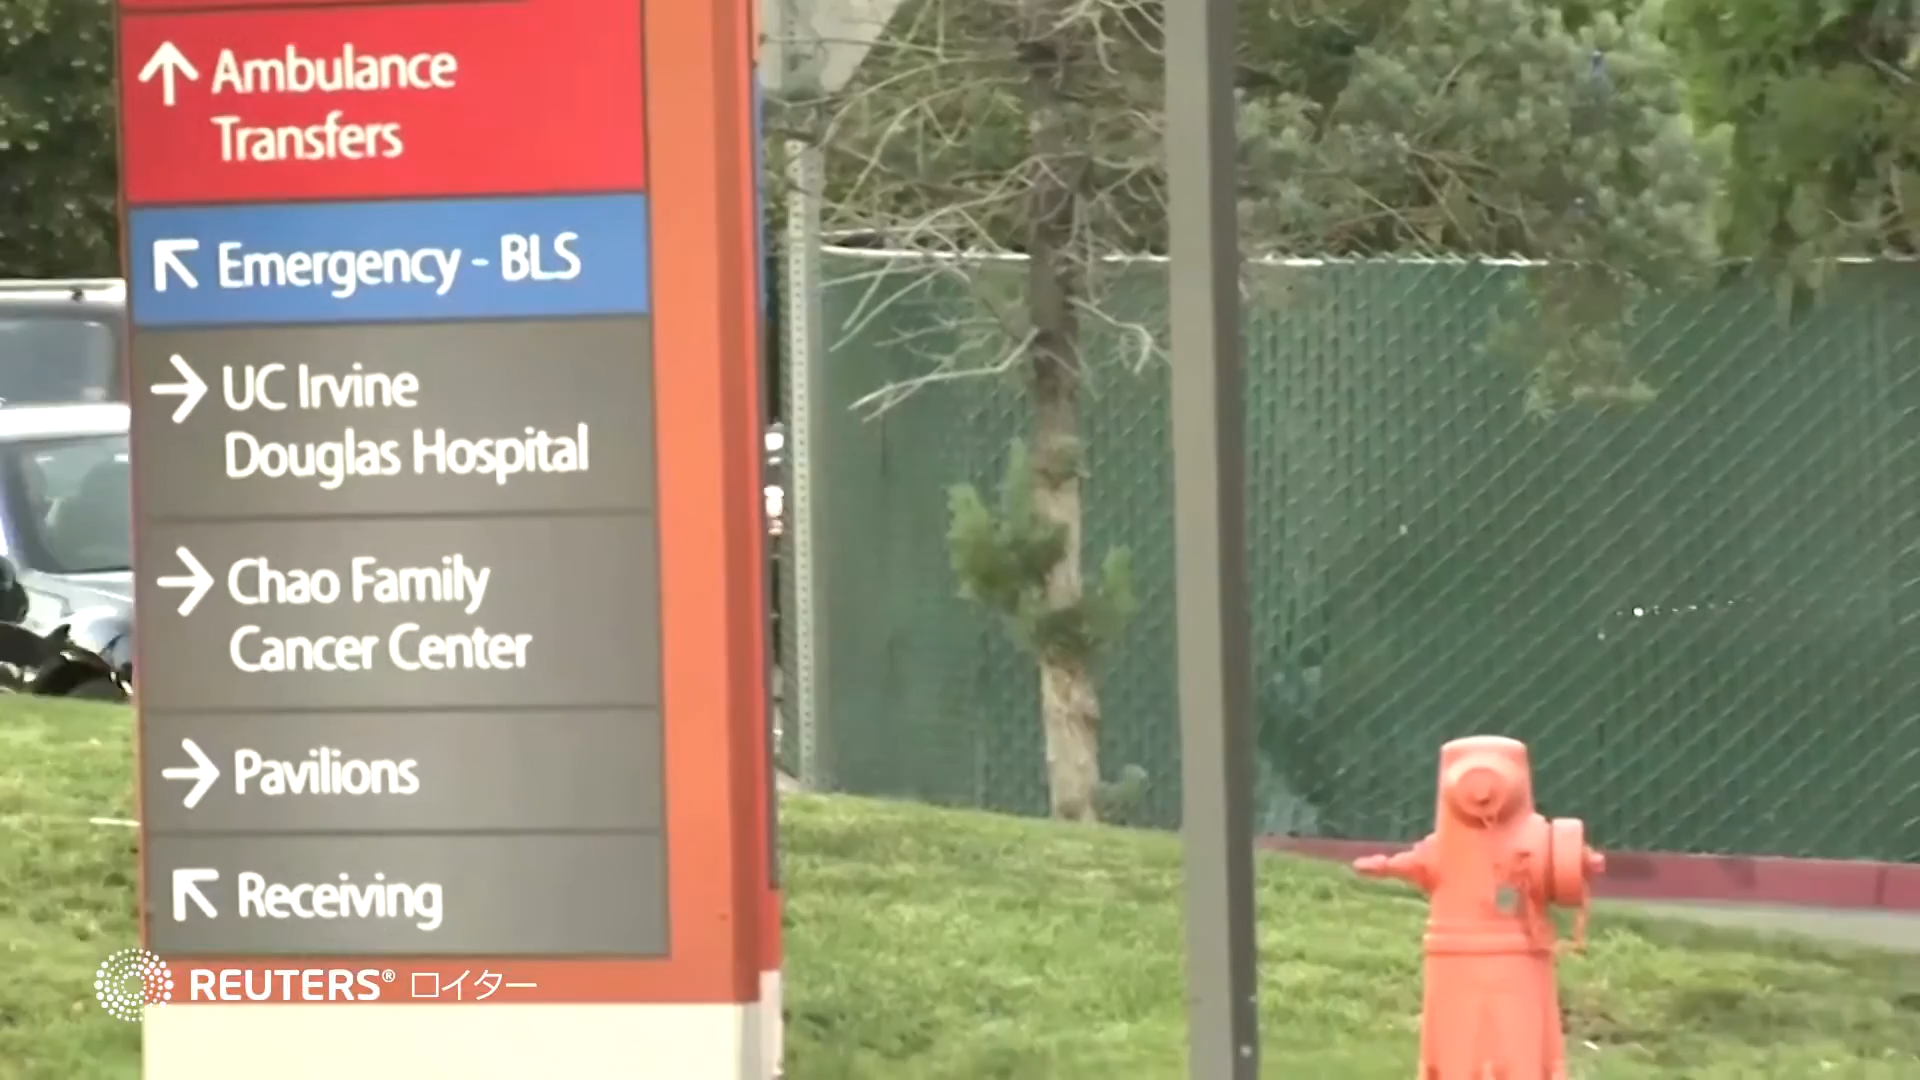 Ambulance
Transfers
Emergency - BLS
UC Irvine
Douglas Hospital
Chao Family
Cancer Center
Pavilions
Receiving
REUTERS® ロイター